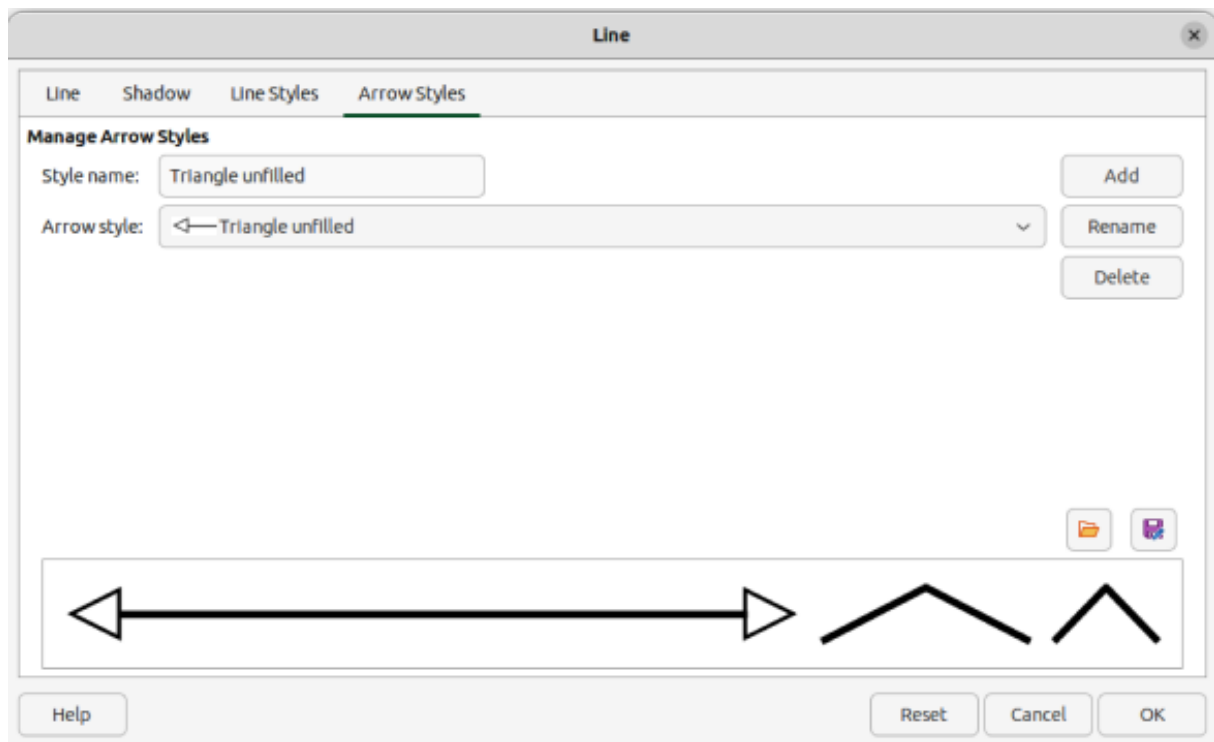 Line
Line Shadow Line Styles Arrow Styles
Manage Arrow Styles
Style name: Triangle unfilled Add
Arrow style: Triangle unfilled Rename
Delete
Help Reset Cancel OK